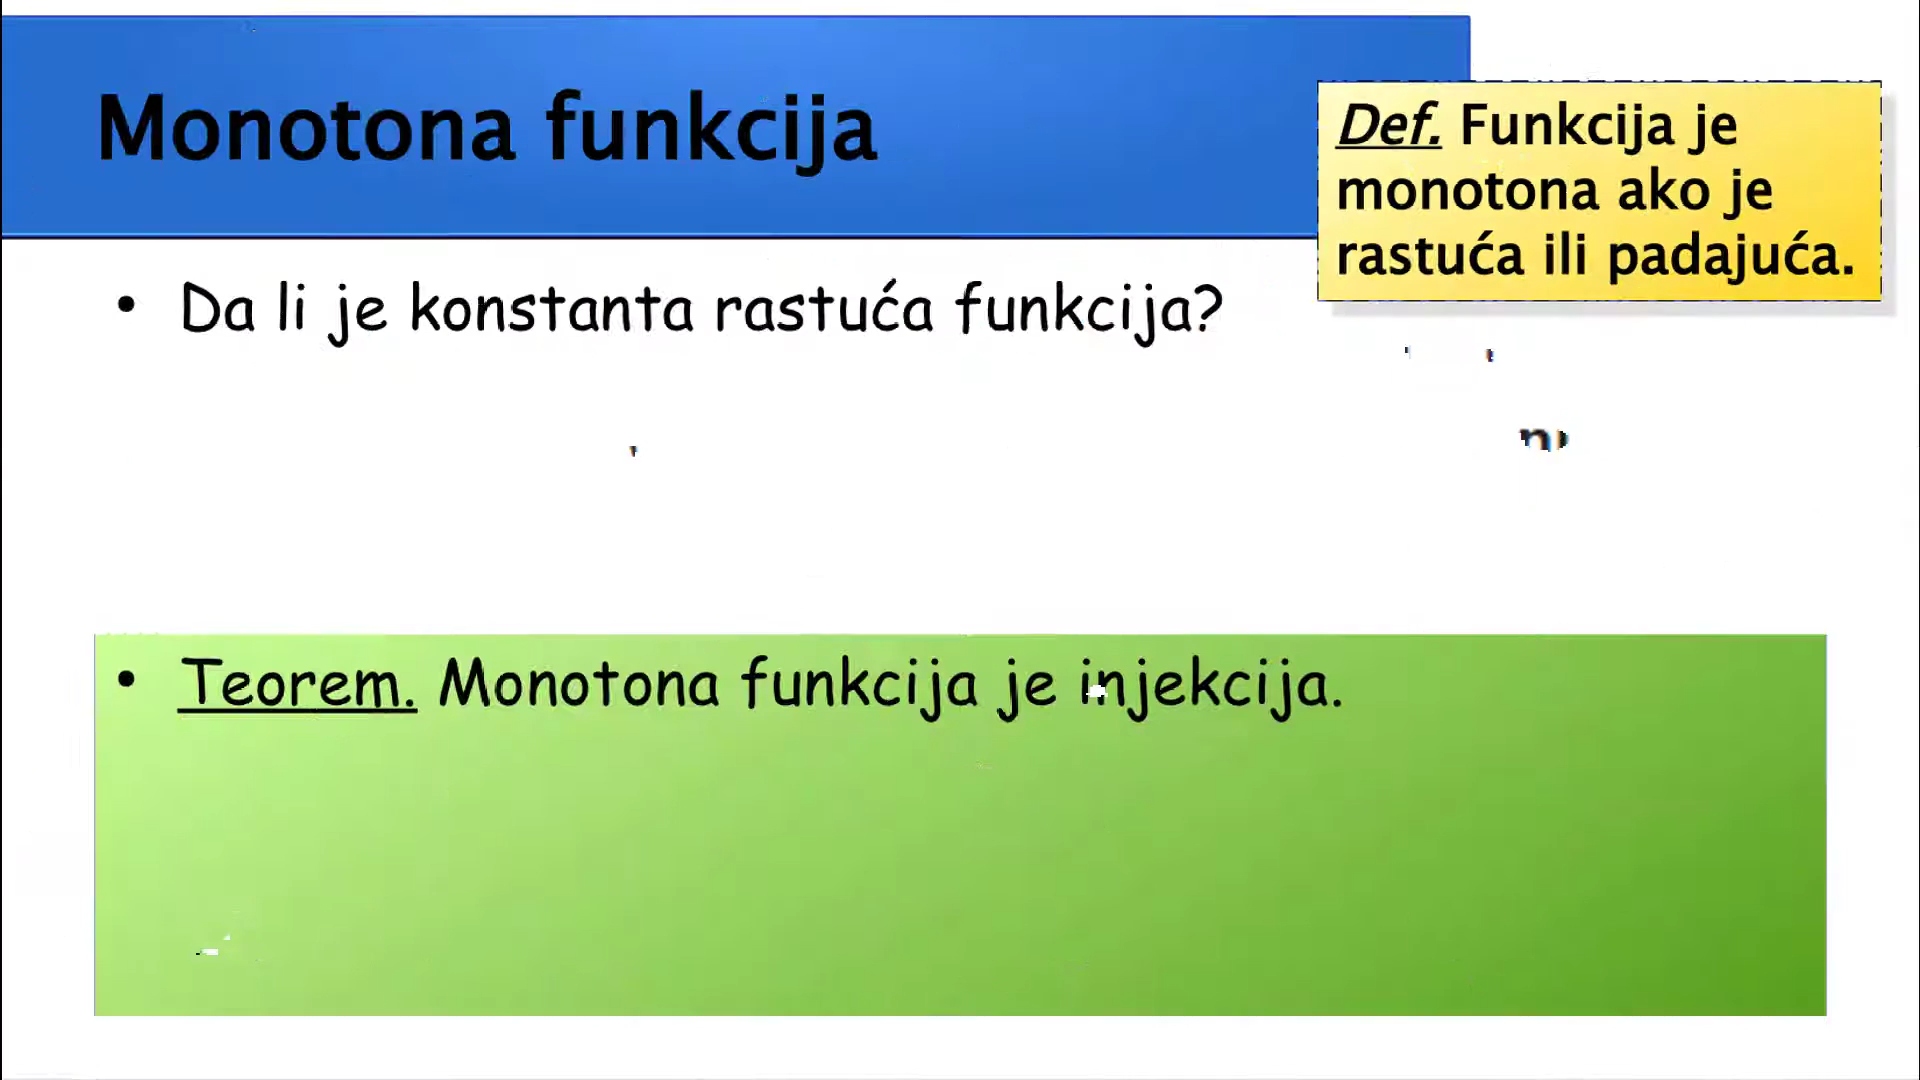 Monotona funkcija
Def. Funkcija je
monotona ako je
rastuća ili padajuća.
• Da li je konstanta rastuća funkcija?
• Teorem. Monotona funkcija je injekcija.